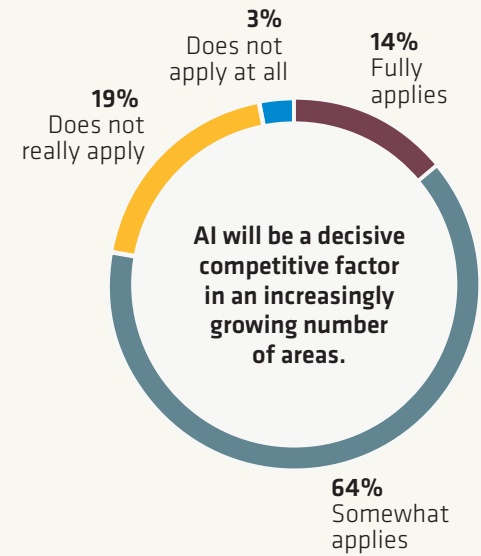 3%
Does not
apply at all
14%
Fully
applies
19%
Does not
really apply
AI will be a decisive
competitive factor
in an increasingly
growing number
of areas.
64%
Somewhat
applies